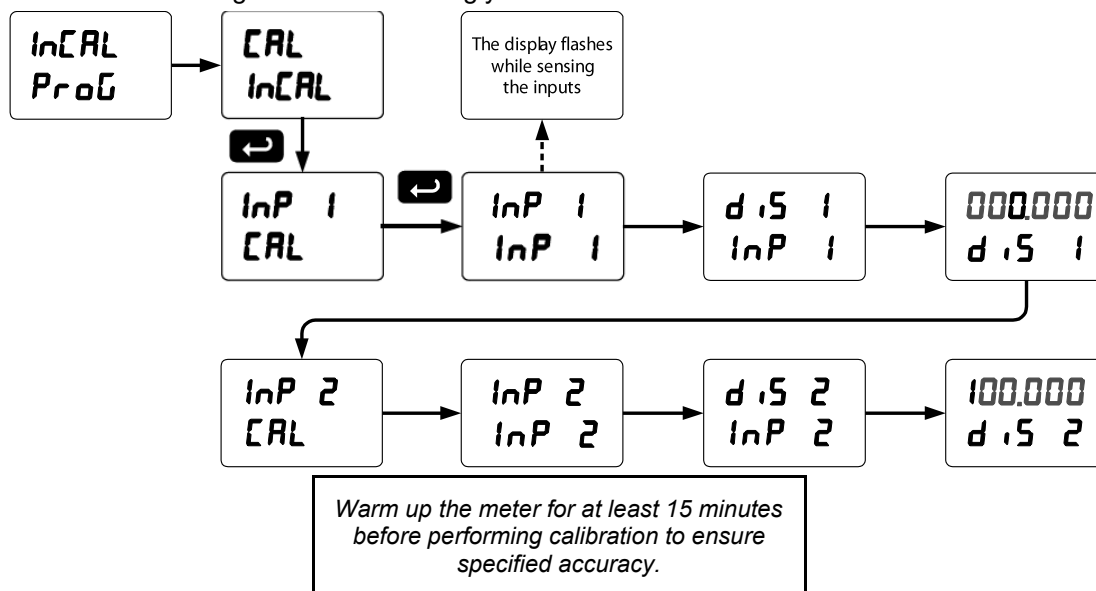 InCAL
ProG
CAL
InCAL
The display flashes
while sensing
the inputs
InP 1
CAL
InP 1
InP 1
diS 1
InP 1
000.000
diS 1
InP 2
CAL
InP 2
InP 2
diS 2
InP 2
100.000
diS 2
Warm up the meter for at least 15 minutes
before performing calibration to ensure
specified accuracy.